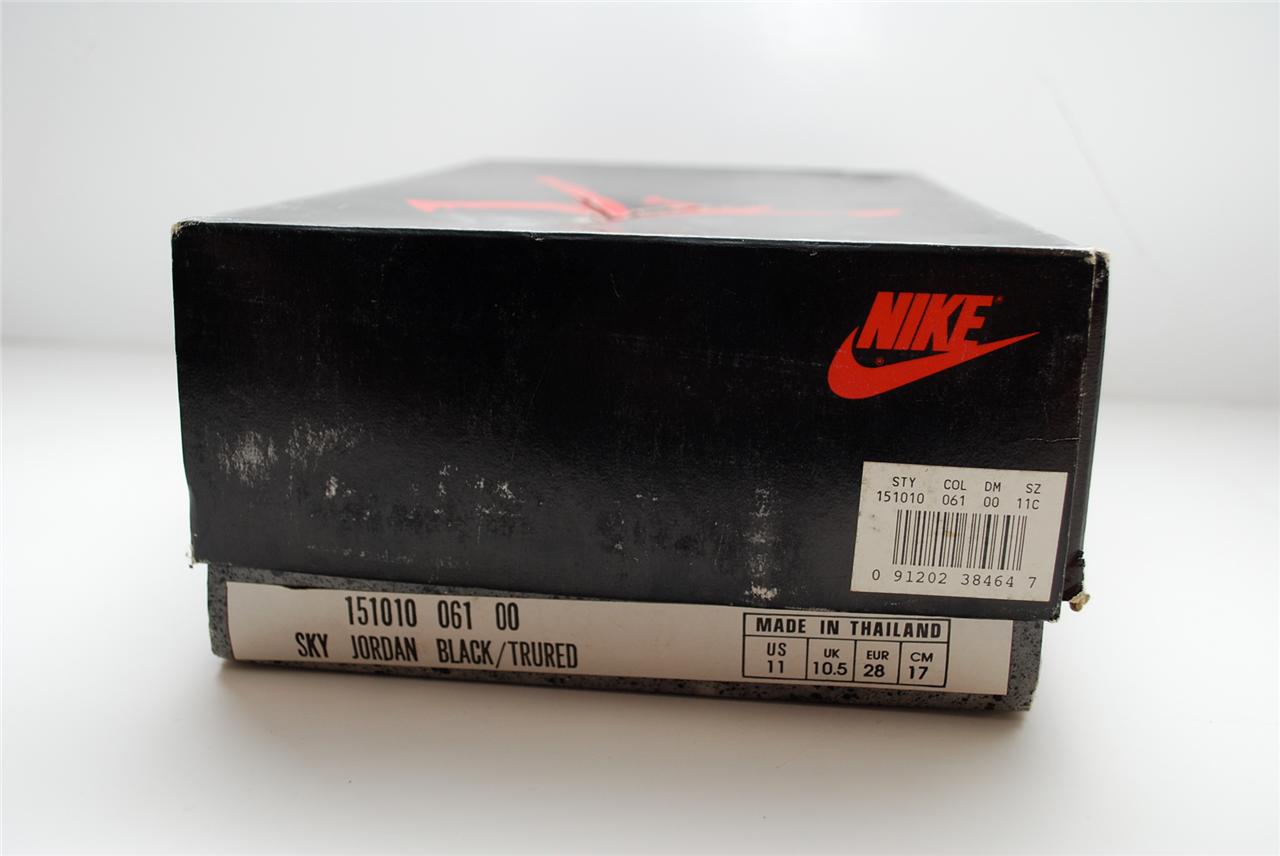 NIKE®
®
STY COL DM SZ
151010 061 00 11C
0 91202 38464 7
151010 061 00
SKY JORDAN BLACK/TRURED
MADE IN THAILAND
US UK EUR CM
11 10.5 28 17